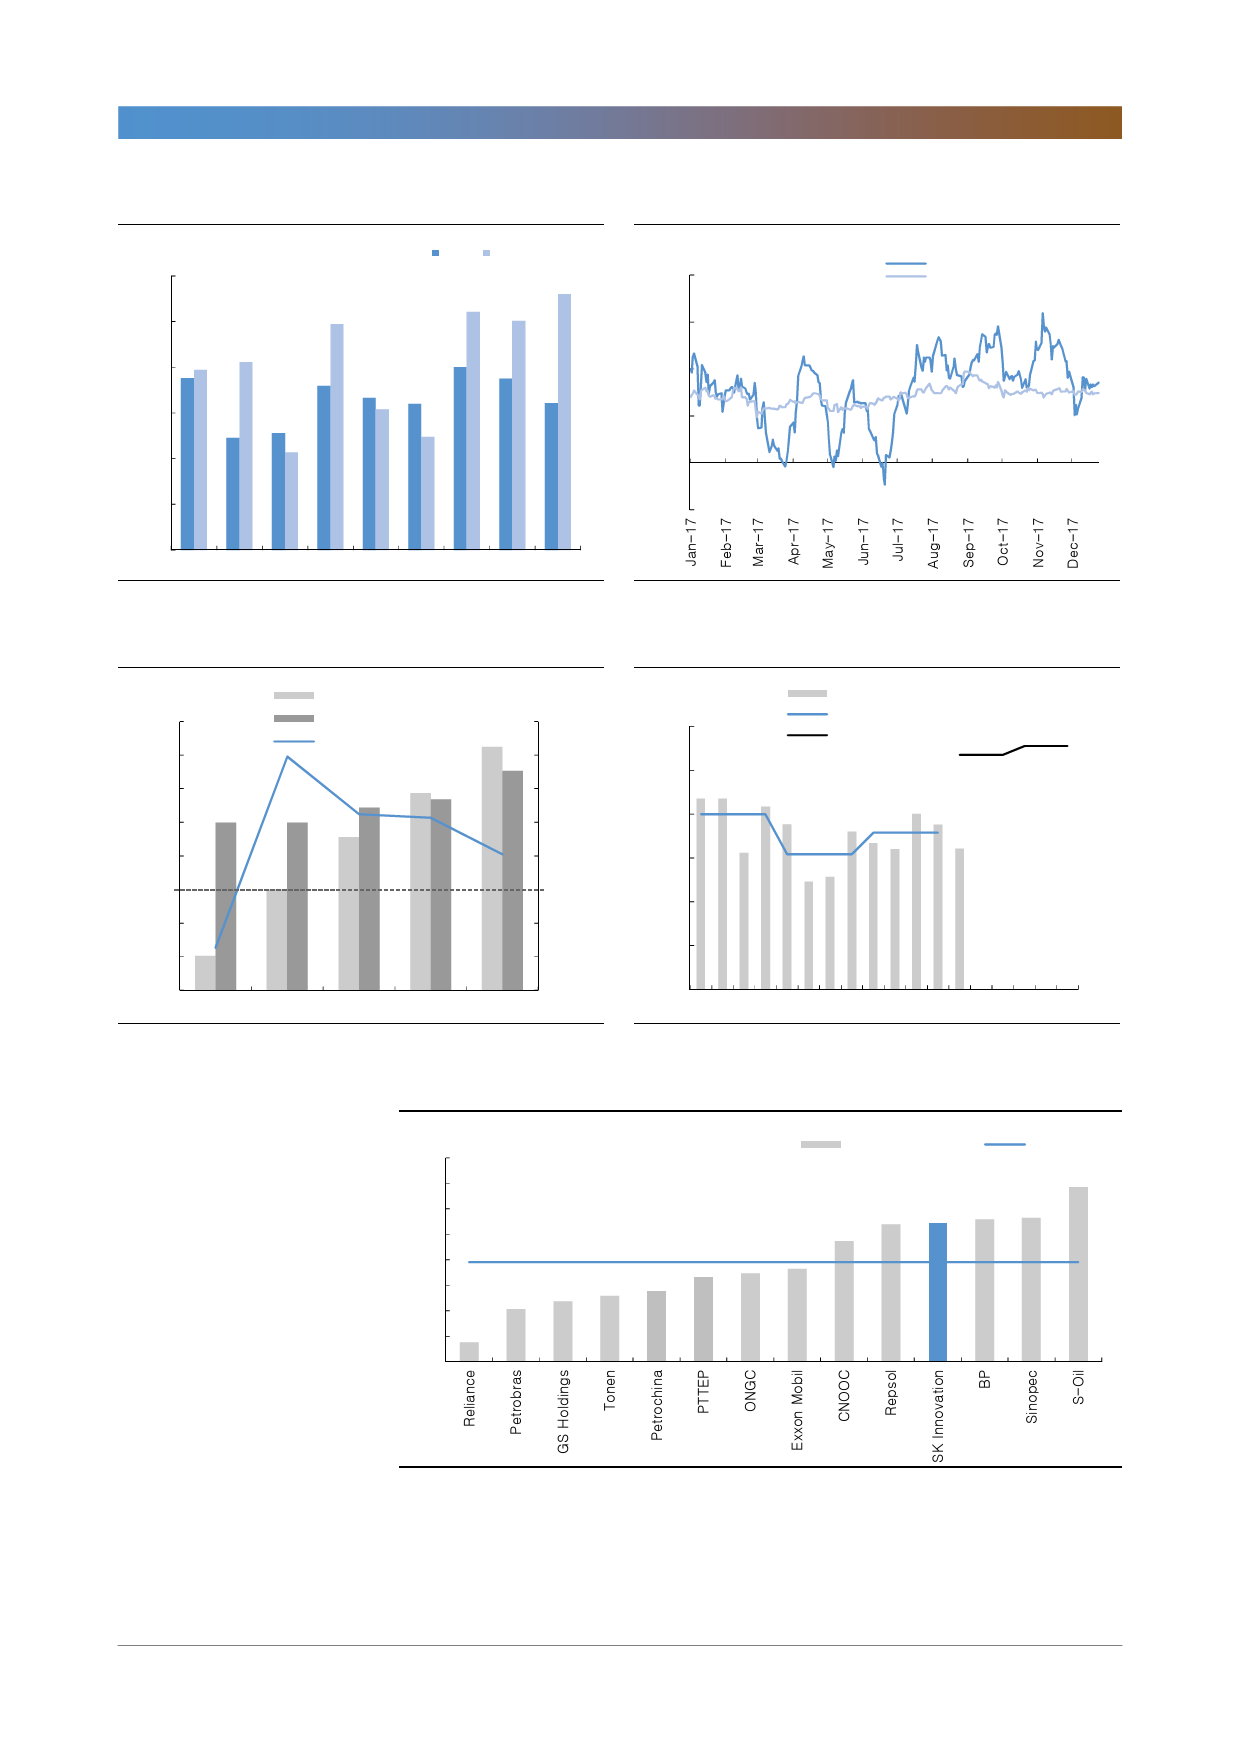 Jan-17
Feb-17
Mar-17
Apr-17
May-17
Jun-17
Jul-17
Aug-17
Sep-17
Oct-17
Nov-17
Dec-17
Reliance
Petrobras
GS Holdings
Tonen
Petrochina
PTTEP
ONGC
Exxon Mobil
CNOOC
Repsol
SK Innovation
BP
Sinopec
S-Oil